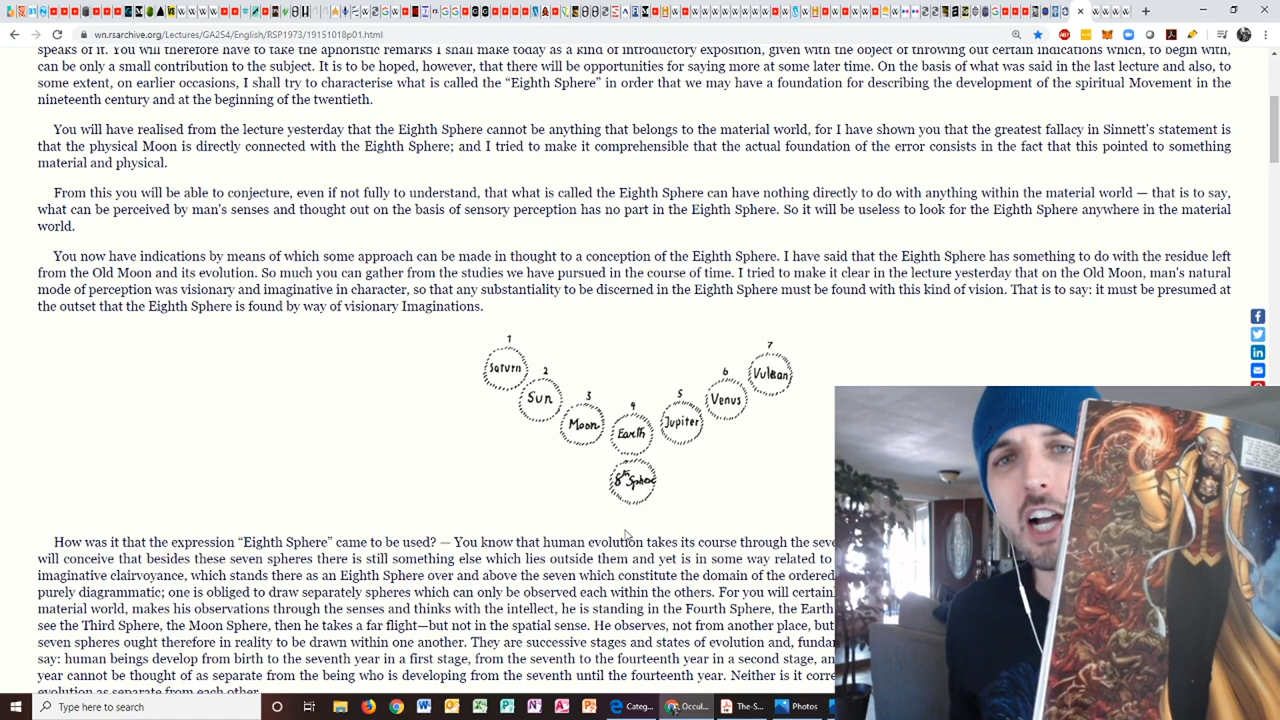 wn.rsarchive.org/Lectures/GA254/English/RSP1973/19151018p01.html
speaks of it. You will therefore have to take the aphoristic remarks I shall make today as a kind of introductory exposition, given with the object of throwing out certain indications which, to begin with,
can be only a small contribution to the subject. It is to be hoped, however, that there will be opportunities for saying more at some later time. On the basis of what was said in the last lecture and also, to
some extent, on earlier occasions, I shall try to characterise what is called the “Eighth Sphere” in order that we may have a foundation for describing the development of the spiritual Movement in the
nineteenth century and at the beginning of the twentieth.
You will have realised from the lecture yesterday that the Eighth Sphere cannot be anything that belongs to the material world, for I have shown you that the greatest fallacy in Sinnett's statement is
that the physical Moon is directly connected with the Eighth Sphere; and I tried to make it comprehensible that the actual foundation of the error consists in the fact that this pointed to something
material and physical.
From this you will be able to conjecture, even if not fully to understand, that what is called the Eighth Sphere can have nothing directly to do with anything within the material world — that is to say,
what can be perceived by man's senses and thought out on the basis of sensory perception has no part in the Eighth Sphere. So it will be useless to look for the Eighth Sphere anywhere in the material
world.
You now have indications by means of which some approach can be made in thought to a conception of the Eighth Sphere. I have said that the Eighth Sphere has something to do with the residue left
from the Old Moon and its evolution. So much you can gather from the studies we have pursued in the course of time. I tried to make it clear in the lecture yesterday that on the Old Moon, man's natural
mode of perception was visionary and imaginative in character, so that any substantiality to be discerned in the Eighth Sphere must be found with this kind of vision. That is to say: it must be presumed at
the outset that the Eighth Sphere is found by way of visionary Imaginations.
1
7
Saturn
2
6
Vulkan
Sun
3
4
5
Venus
Moon
Earth
Jupiter
8th Sphere
How was it that the expression “Eighth Sphere” came to be used? — You know that human evolution takes its course through the seve
will conceive that besides these seven spheres there is still something else which lies outside them and yet is in some way related to
imaginative clairvoyance, which stands there as an Eighth Sphere over and above the seven which constitute the domain of the ordered
purely diagrammatic; one is obliged to draw separately spheres which can only be observed each within the others. For you will certain
material world, makes his observations through the senses and thinks with the intellect, he is standing in the Fourth Sphere, the Earth
see the Third Sphere, the Moon Sphere, then he takes a far flight—but not in the spatial sense. He observes, not from another place, but
seven spheres ought therefore in reality to be drawn within one another. They are successive stages and states of evolution and, funda
say: human beings develop from birth to the seventh year in a first stage, from the seventh to the fourteenth year in a second stage, an
year cannot be thought of as separate from the being who is developing from the seventh until the fourteenth year. Neither is it corre
evolution as separate from each other.
Type here to search
Categ...
Occul...
The-S...
Photos